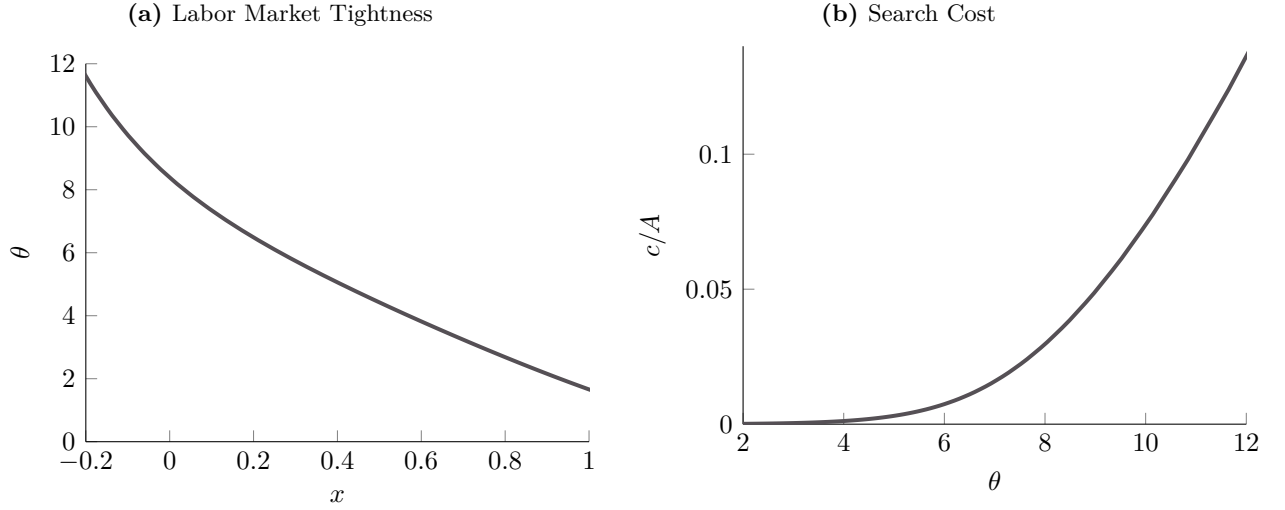 (a) Labor Market Tightness
12
10
8
6
4
2
0
θ
−0.2 0 0.2 0.4 0.6 0.8 1
x
(b) Search Cost
0.1
0.05
0
c/A
2 4 6 8 10 12
θ